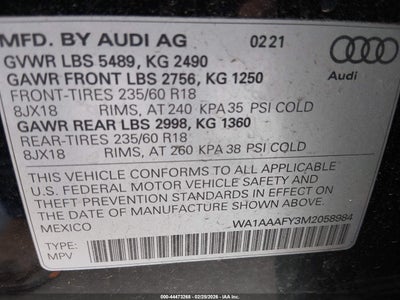 MFD. BY AUDI AG 02.21
GVWR LBS 5489, KG 2490
GAWR FRONT LBS 2756, KG 1250
Audi
FRONT-TIRES 235/60 R18
8JX18 RIMS, AT 240 KPA 35 PSI COLD
GAWR REAR LBS 2998, KG 1360
REAR-TIRES 235/60 R18
8JX18 RIMS, AT 260 KPA 38 PSI COLD
THIS VEHICLE CONFORMS TO ALL APPLICABLE
U.S. FEDERAL MOTOR VEHICLE SAFETY AND
THEFT PREVENTION STANDARDS IN EFFECT ON
THE DATE OF MANUFACTURE SHOWN ABOVE.
MEXICO WA1AAAFY3M2058984
TYPE:
MPV
000-44473268 02/28/2026 - IAA Inc.